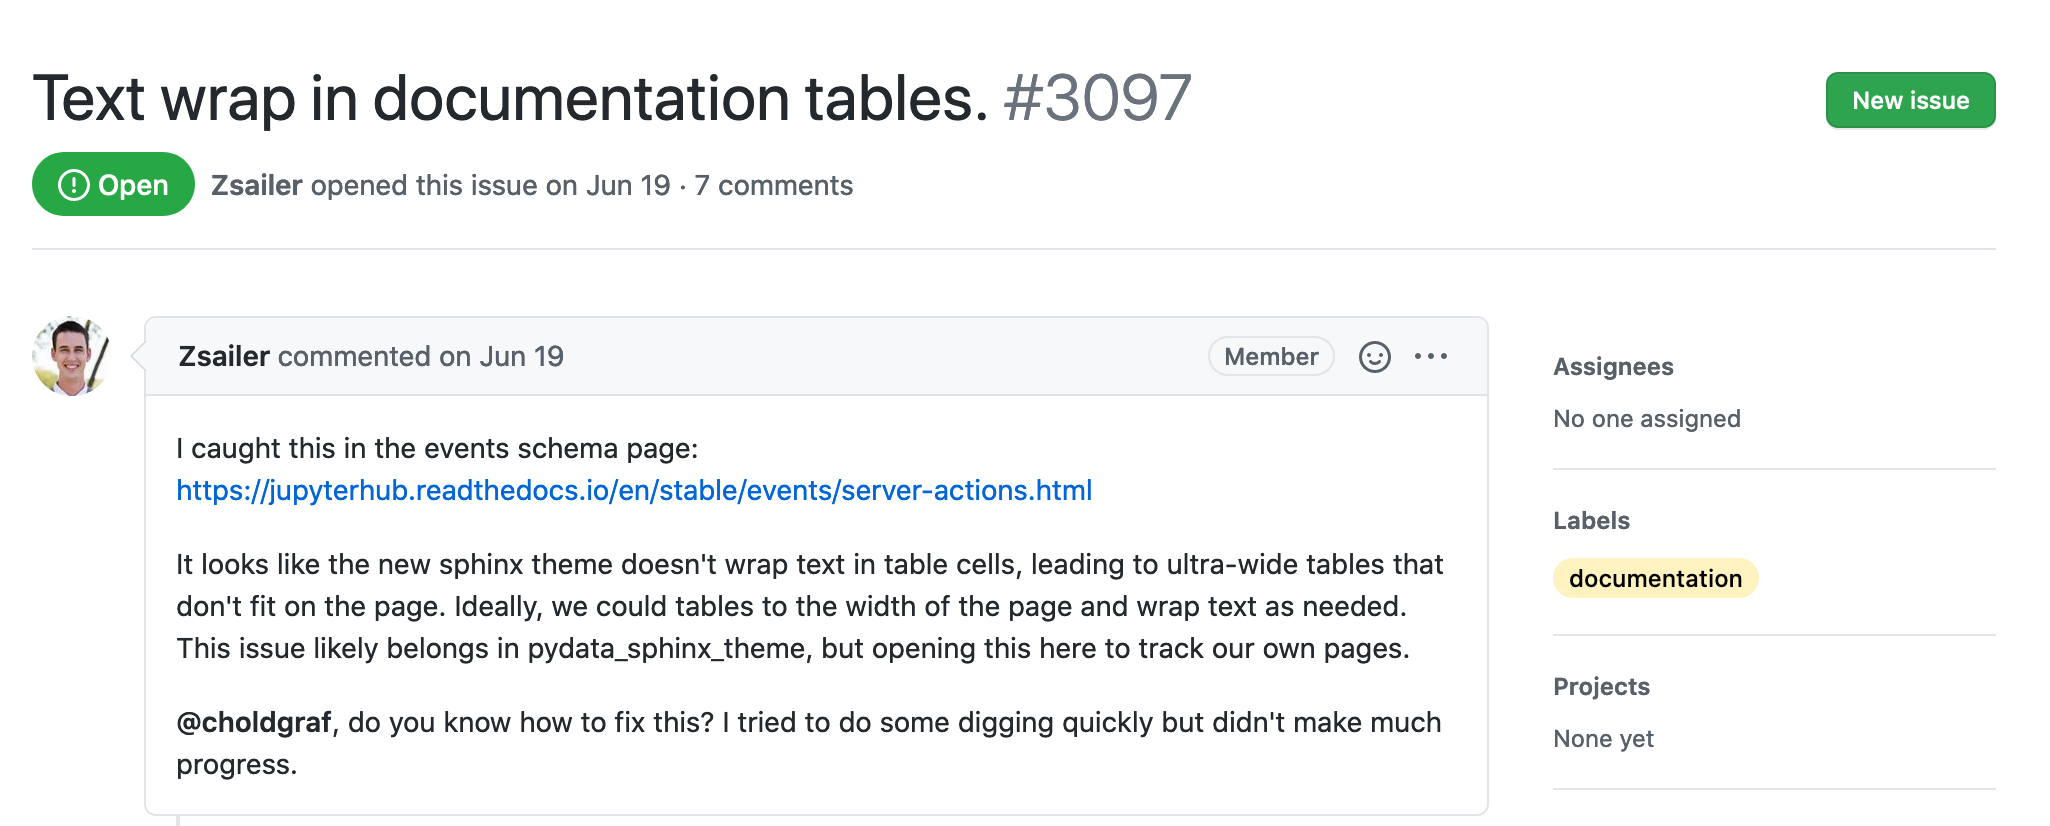 Text wrap in documentation tables. #3097
New issue
Open
Zsailer opened this issue on Jun 19 · 7 comments
Zsailer commented on Jun 19
Member
I caught this in the events schema page:
https://jupyterhub.readthedocs.io/en/stable/events/server-actions.html
It looks like the new sphinx theme doesn't wrap text in table cells, leading to ultra-wide tables that
don't fit on the page. Ideally, we could tables to the width of the page and wrap text as needed.
This issue likely belongs in pydata_sphinx_theme, but opening this here to track our own pages.
@choldgraf, do you know how to fix this? I tried to do some digging quickly but didn't make much
progress.
Assignees
No one assigned
Labels
documentation
Projects
None yet